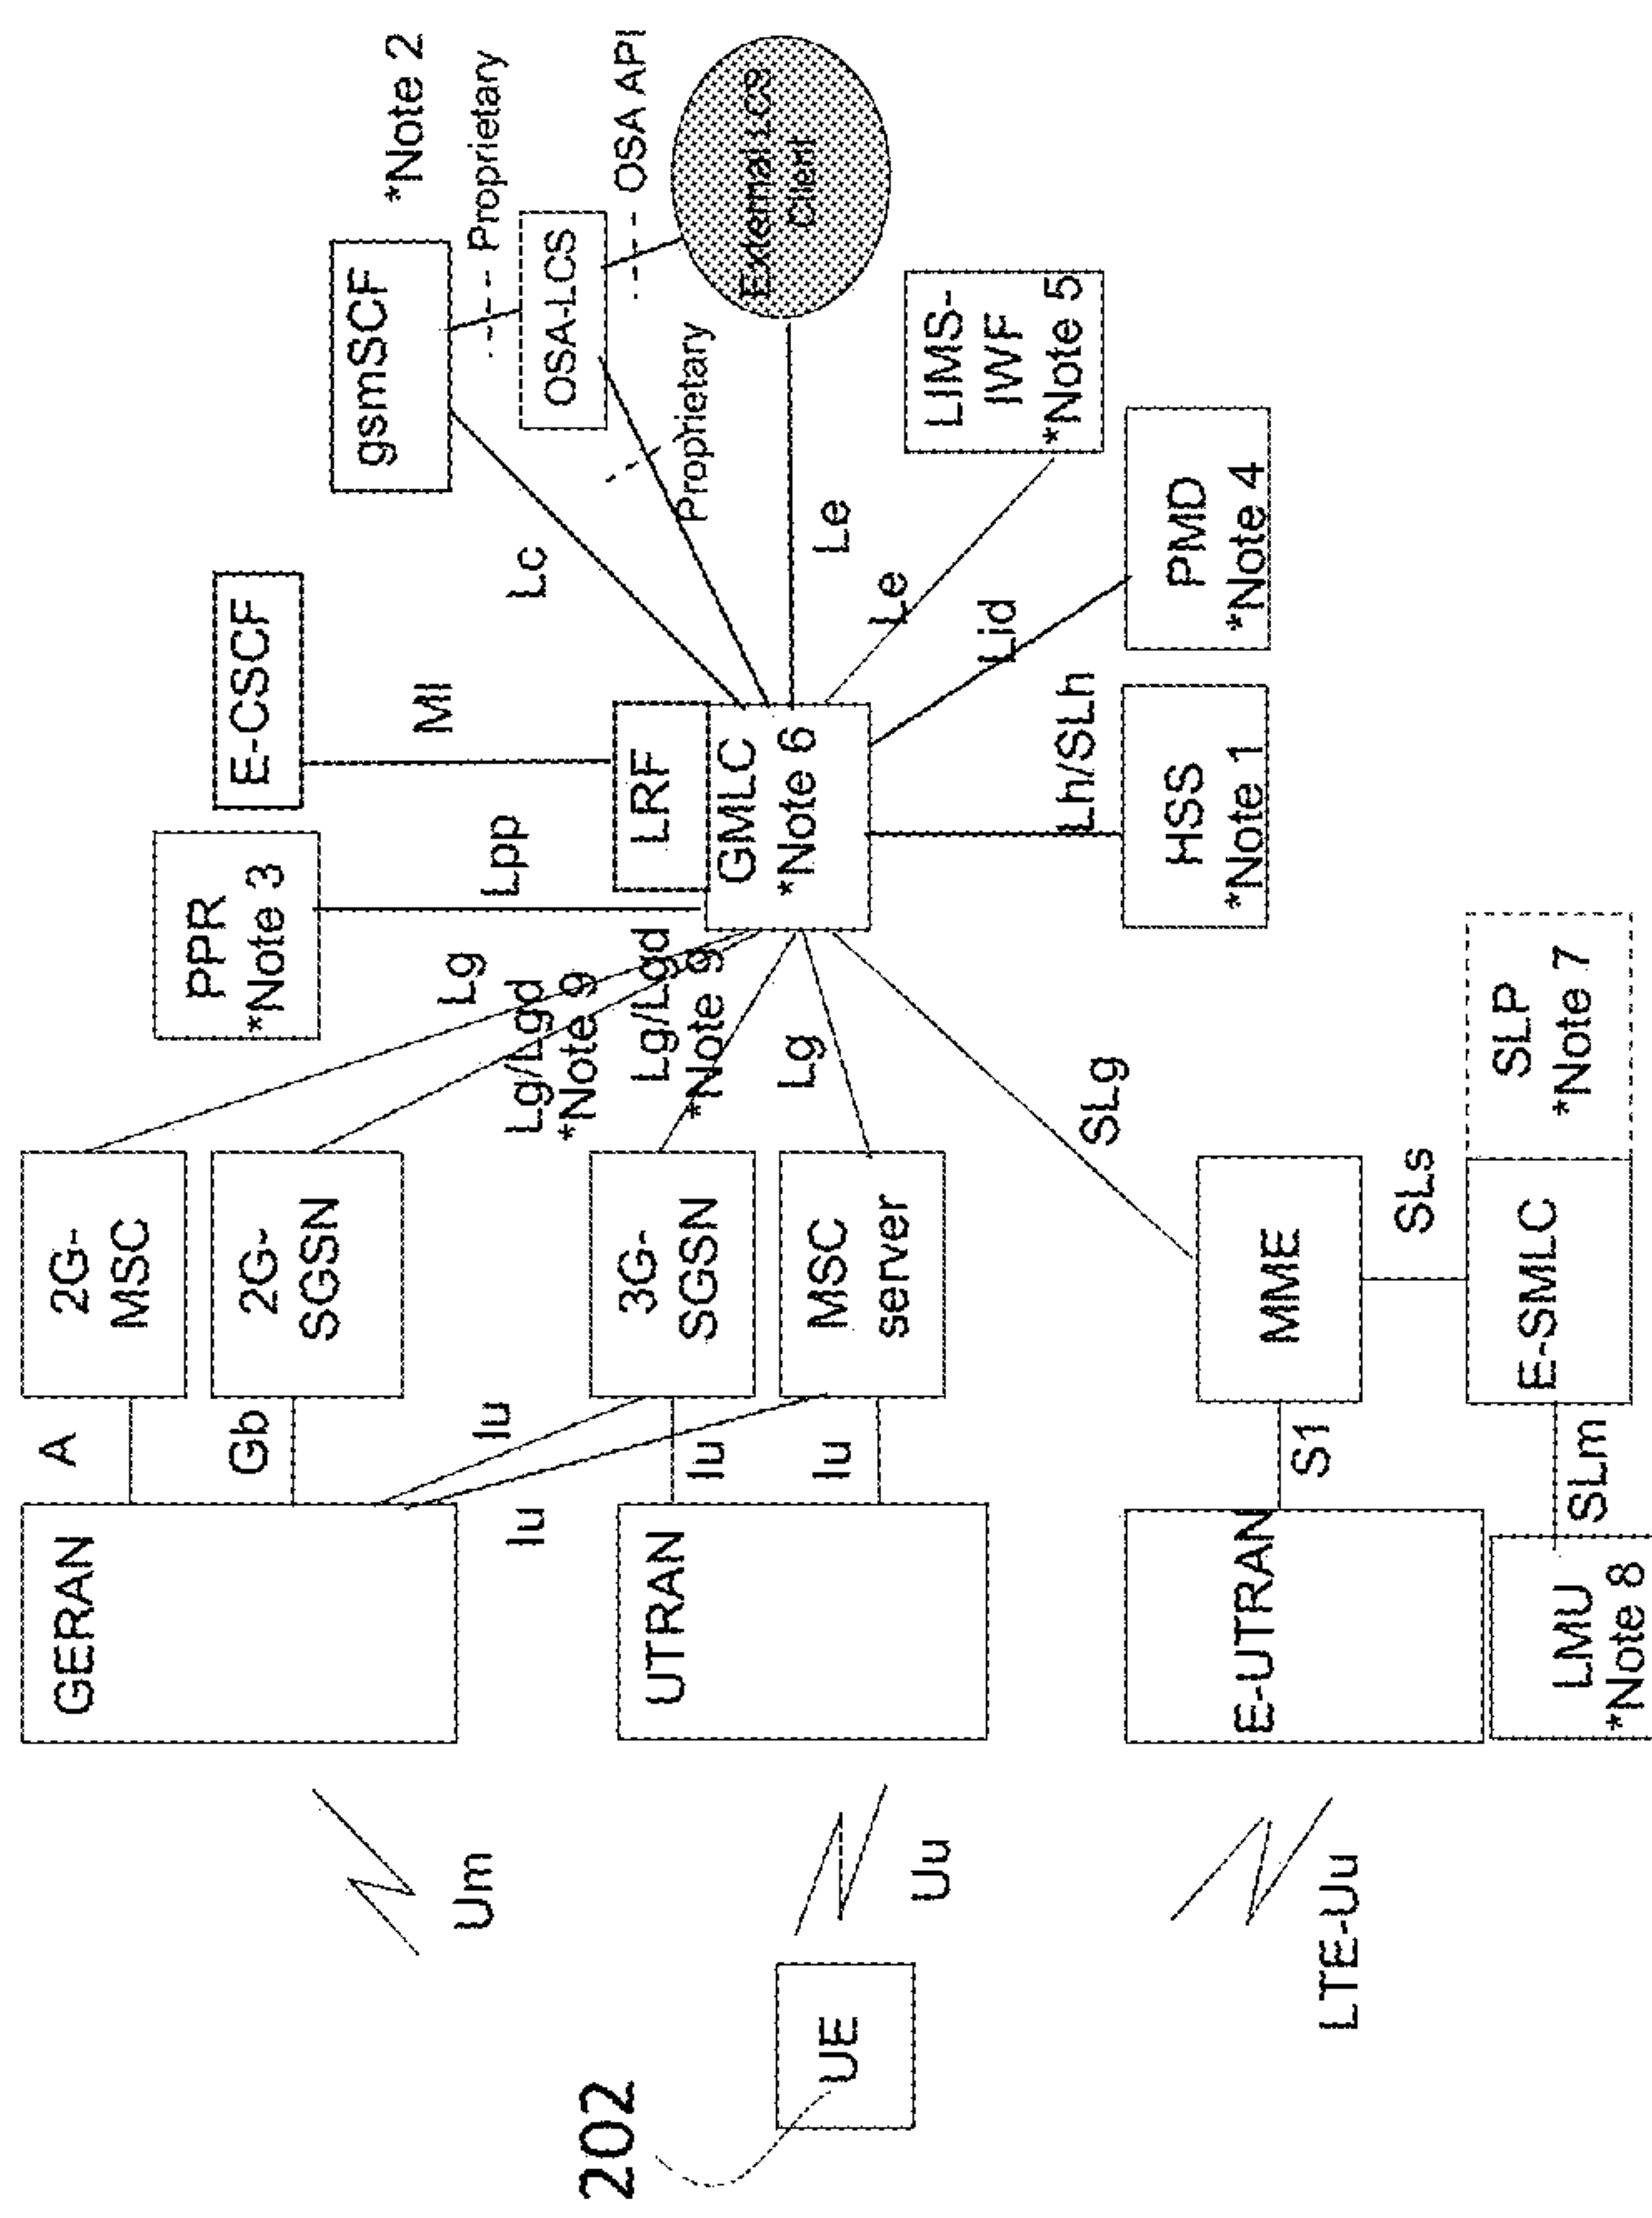 202
UE
Um
Uu
LTE-Uu
GERAN
UTRAN
E-UTRAN
LMU
*Note 8
A
Gb
Iu
Iu
Iu
Iu
S1
SLm
2G-
MSC
2G-
SGSN
3G-
SGSN
MSC
server
MME
SLs
E-SMLC
SLP
*Note 7
Lg
Lg/Lgd
*Note 9
Lg/Lgd
*Note 9
Lg
SLg
PPR
*Note 3
Lpp
E-CSCF
Ml
LRF
GMLC
*Note 6
Lh/SLh
HSS
*Note 1
Lid
PMD
*Note 4
Le
LIMS-
IWF
*Note 5
Le
Lc
Proprietary
gsmSCF
*Note 2
Proprietary
OSA-LCS
OSA API
External LCS
Client